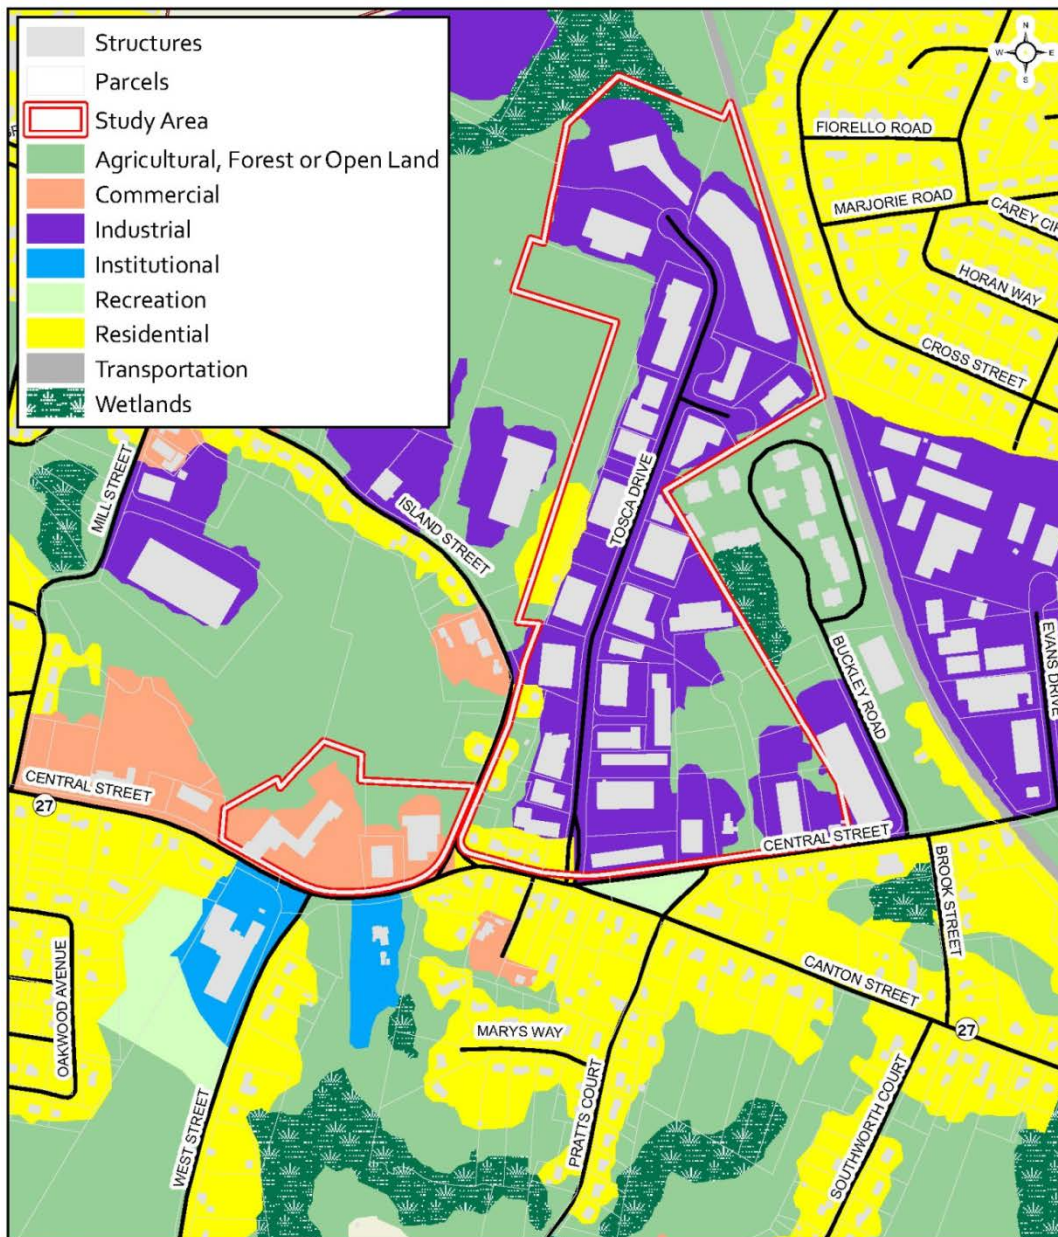 Structures
Parcels
Study Area
Agricultural, Forest or Open Land
Commercial
Industrial
Institutional
Recreation
Residential
Transportation
Wetlands
N
W E
S
FIORELLO ROAD
MARJORIE ROAD
HORAN WAY
CROSS STREET
MILL STREET
ISLAND STREET
TOSCA DRIVE
BUCKLEY ROAD
EVANS DRIVE
CENTRAL STREET
27
CENTRAL STREET
BROOK STREET
CANTON STREET
27
OAKWOOD AVENUE
MARYS WAY
WEST STREET
PRATTS COURT
SOUTHWORTH COURT